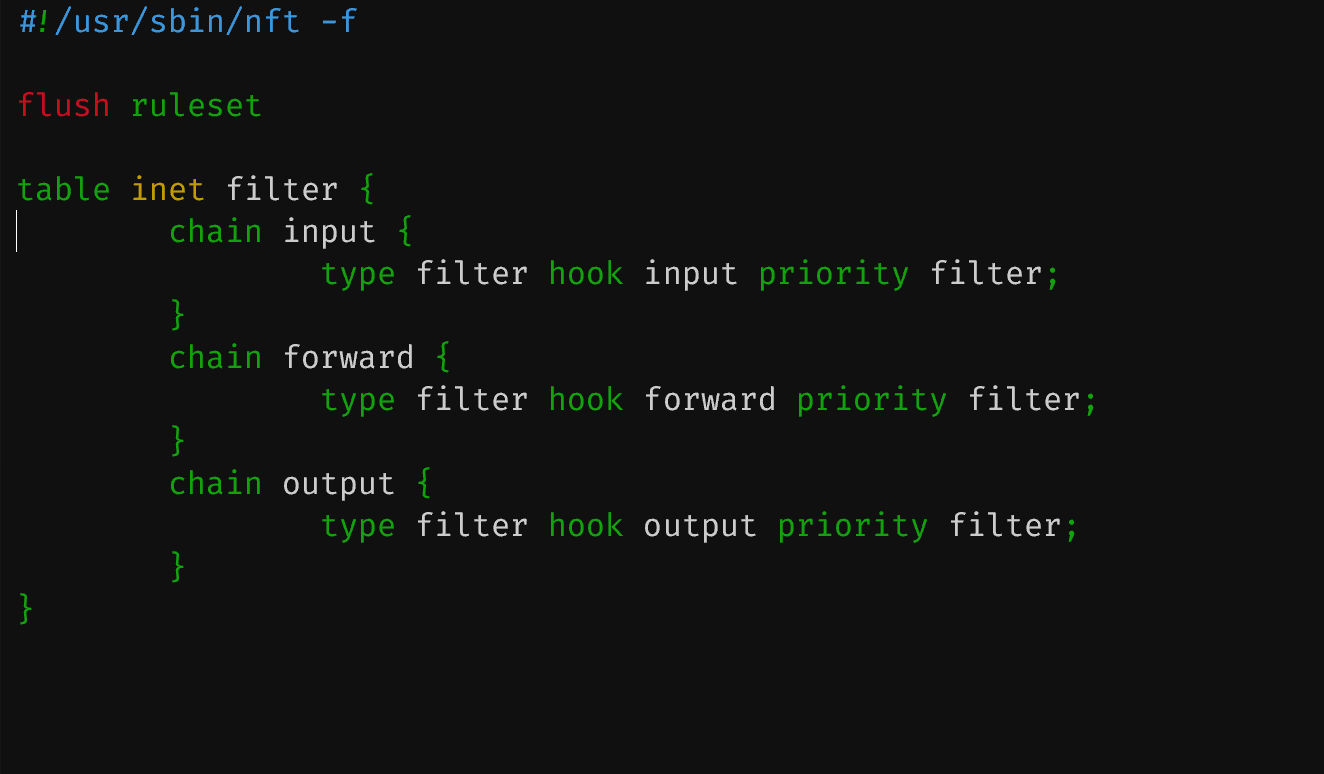 #!/usr/sbin/nft -f
flush ruleset
table inet filter {
        chain input {
                type filter hook input priority filter;
        }
        chain forward {
                type filter hook forward priority filter;
        }
        chain output {
                type filter hook output priority filter;
        }
}